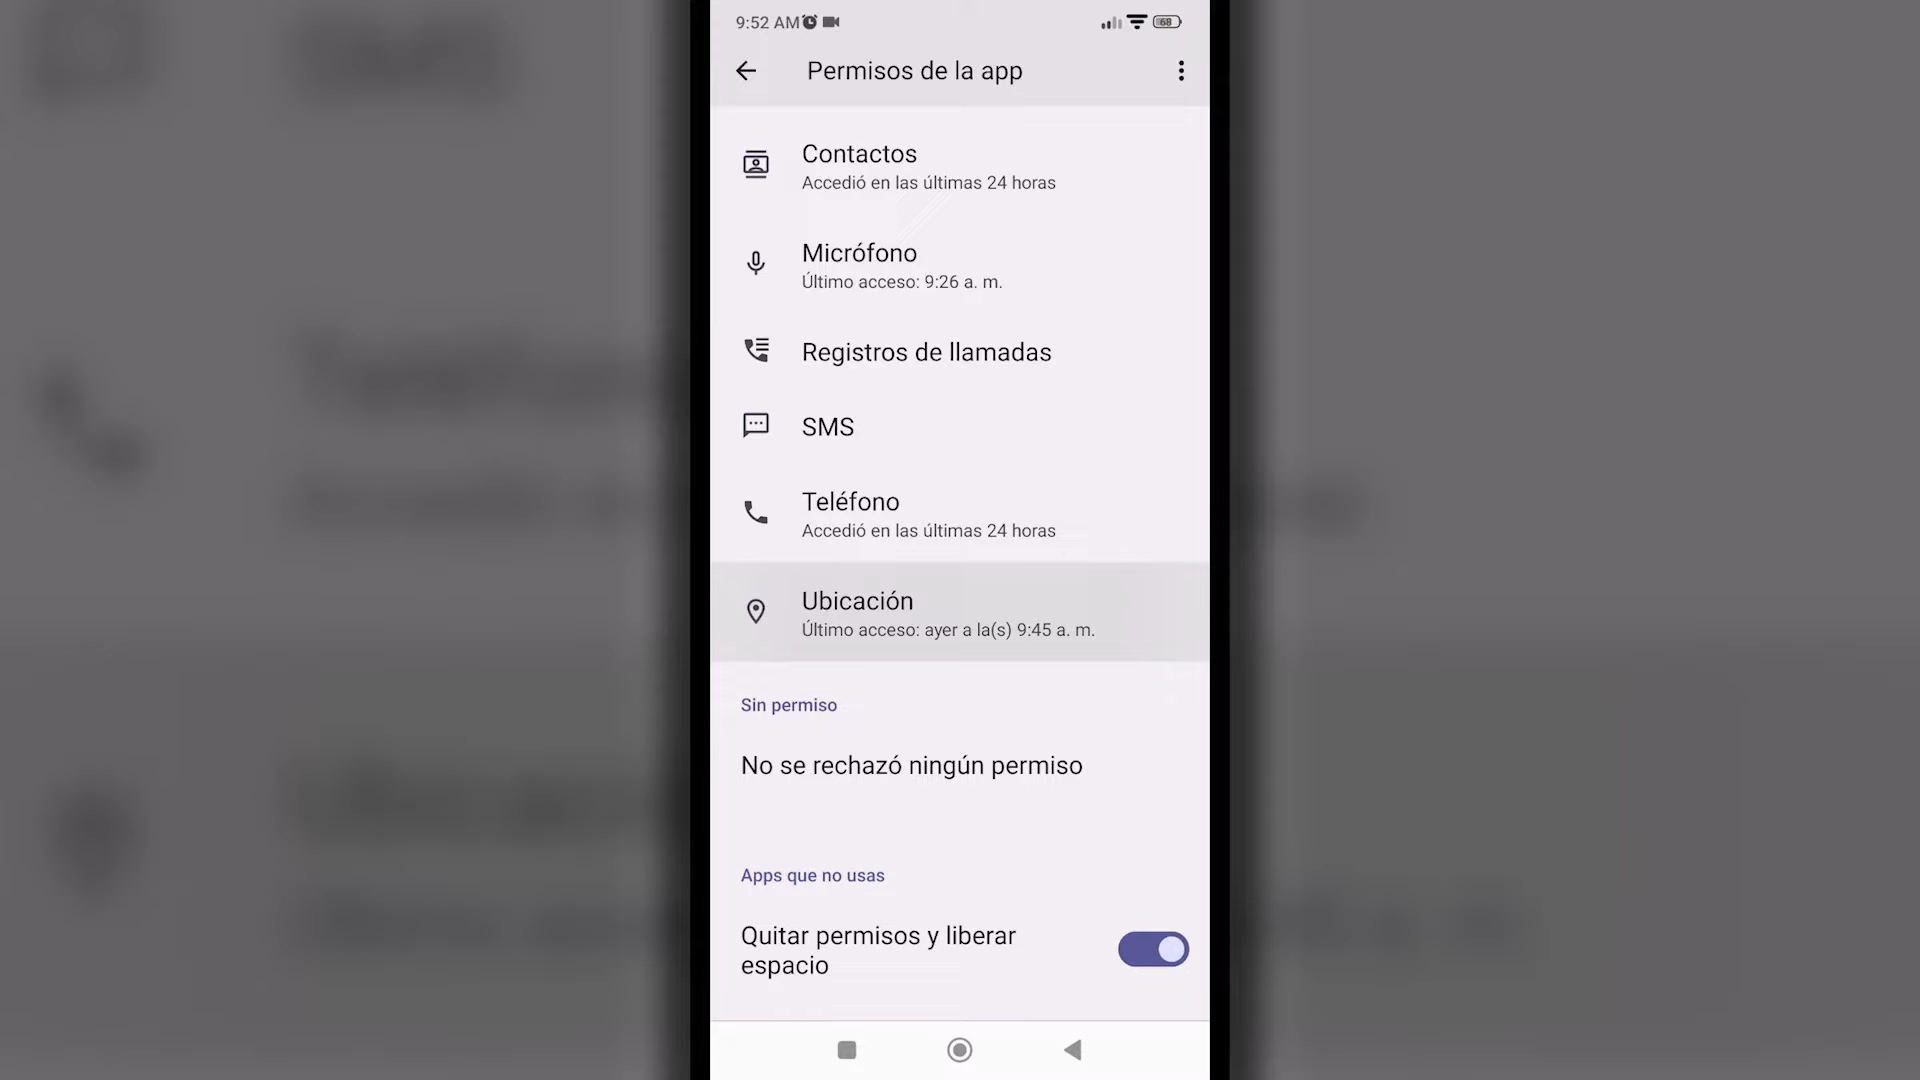 9:52 AM
68
Permisos de la app
Contactos
Accedió en las últimas 24 horas
Micrófono
Último acceso: 9:26 a. m.
Registros de llamadas
SMS
Teléfono
Accedió en las últimas 24 horas
Ubicación
Último acceso: ayer a la(s) 9:45 a. m.
Sin permiso
No se rechazó ningún permiso
Apps que no usas
Quitar permisos y liberar
espacio